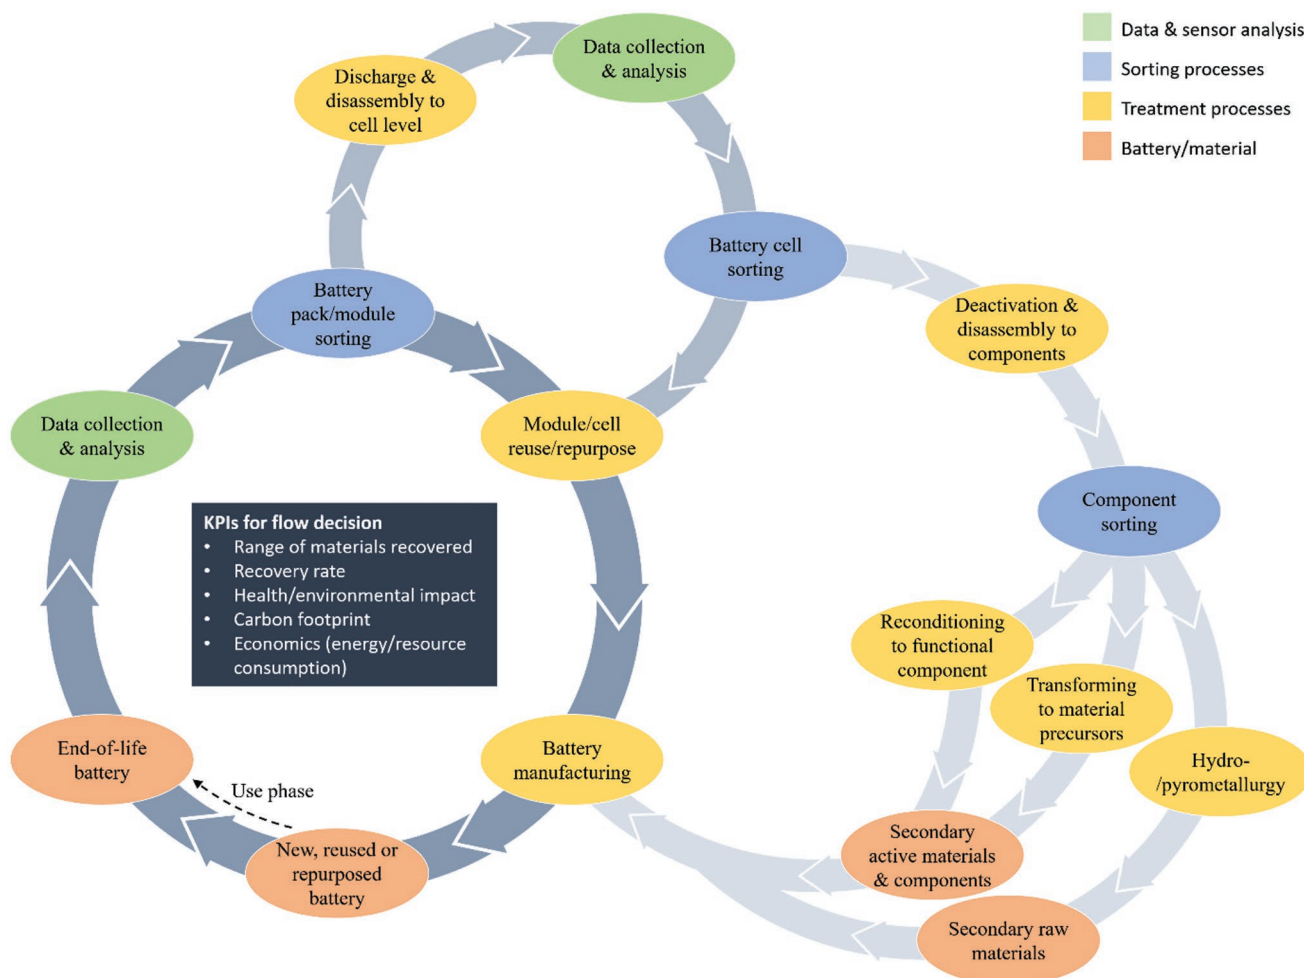 Data & sensor analysis
Sorting processes
Treatment processes
Battery/material
Data collection
& analysis
Discharge &
disassembly to
cell level
Battery cell
sorting
Battery
pack/module
sorting
Deactivation &
disassembly to
components
Data collection
& analysis
Module/cell
reuse/repurpose
Component
sorting
KPIs for flow decision
• Range of materials recovered
• Recovery rate
• Health/environmental impact
• Carbon footprint
• Economics (energy/resource
consumption)
Reconditioning
to functional
component
Transforming
to material
precursors
Hydro-
/pyrometallurgy
End-of-life
battery
Use phase
Battery
manufacturing
New, reused or
repurposed
battery
Secondary
active materials
& components
Secondary raw
materials